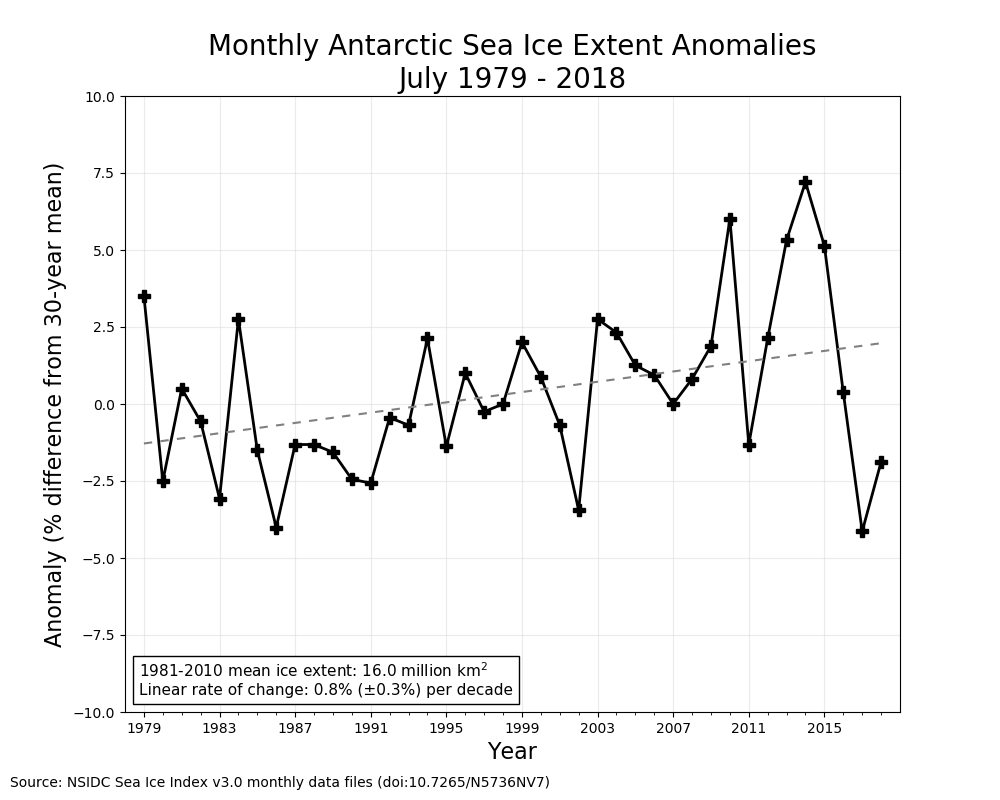 Monthly Antarctic Sea Ice Extent Anomalies
July 1979 - 2018
Anomaly (% difference from 30-year mean)
10.0
7.5
5.0
2.5
0.0
−2.5
−5.0
−7.5
−10.0
1981-2010 mean ice extent: 16.0 million km²
Linear rate of change: 0.8% (±0.3%) per decade
1979 1983 1987 1991 1995 1999 2003 2007 2011 2015
Year
Source: NSIDC Sea Ice Index v3.0 monthly data files (doi:10.7265/N5736NV7)